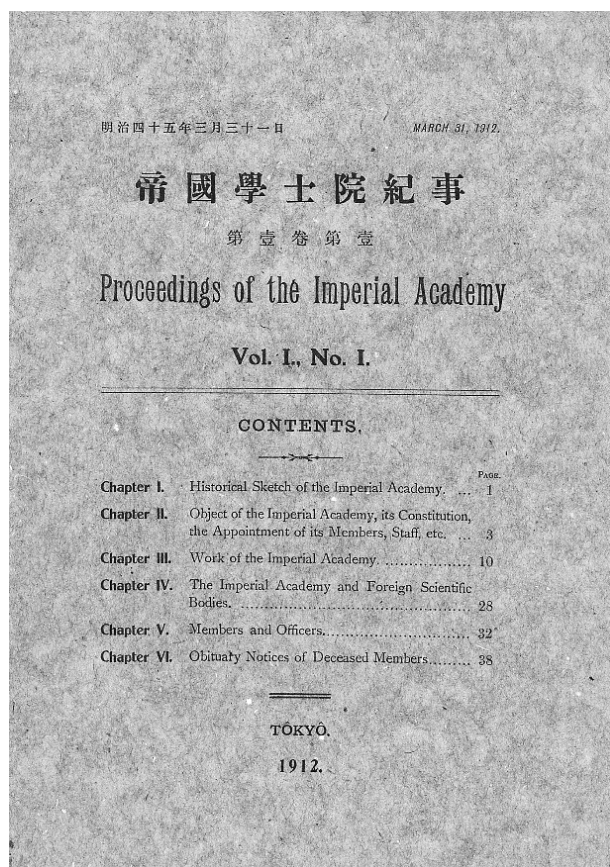 明治四十五年三月三十一日
MARCH 31, 1912.
帝國學士院紀事
第壹卷第壹
Proceedings of the Imperial Academy
Vol. I., No. I.
CONTENTS.
PAGE.
Chapter I. Historical Sketch of the Imperial Academy. ... 1
Chapter II. Object of the Imperial Academy, its Constitution,
the Appointment of its Members, Staff, etc. ... 3
Chapter III. Work of the Imperial Academy. ................. 10
Chapter IV. The Imperial Academy and Foreign Scientific
Bodies. ............................................. 28
Chapter V. Members and Officers............................ 32
Chapter VI. Obituary Notices of Deceased Members......... 38
TÔKYÔ.
1912.